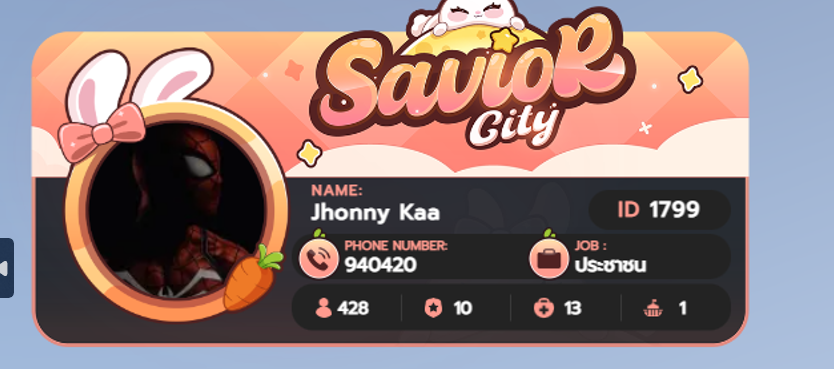 Savior
City
NAME:
Jhonny Kaa
ID 1799
PHONE NUMBER:
940420
JOB :
ประชาชน
428 10 13 1